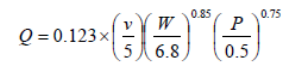 Q = 0.123 × (v/5)(W/6.8)^0.85 (P/0.5)^0.75